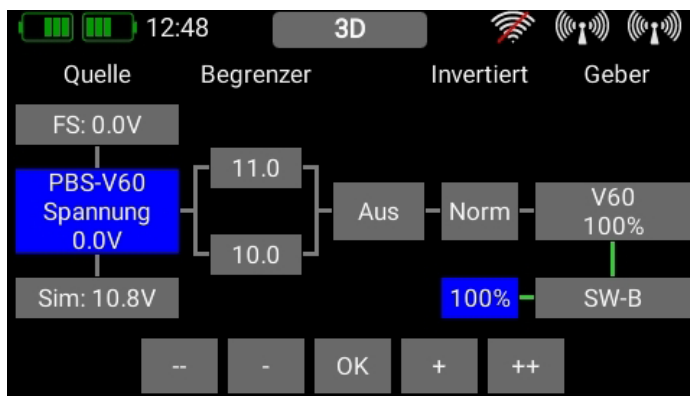 12:48 3D
Quelle Begrenzer Invertiert Geber
FS: 0.0V
PBS-V60
Spannung
0.0V
11.0
10.0
Aus
Norm
V60
100%
Sim: 10.8V
100%
SW-B
-- - OK + ++